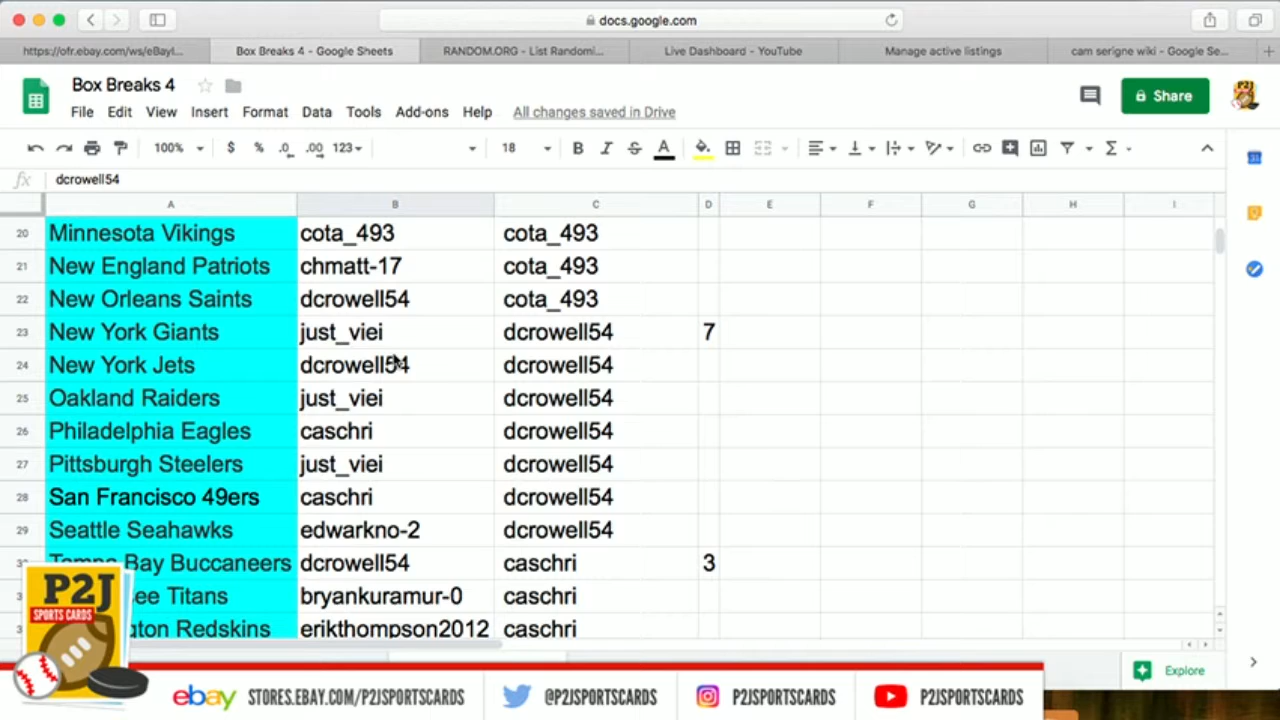 docs.google.com
https://ofr.ebay.com/ws/eBayI...
Box Breaks 4 - Google Sheets
RANDOM.ORG - List Randomi...
Live Dashboard - YouTube
Manage active listings
cam serigne wiki - Google Se...
Box Breaks 4
File Edit View Insert Format Data Tools Add-ons Help All changes saved in Drive
Share
100% $ % .0 .00 123 18 B I S A
fx dcrowell54
A B C D E F G H I
20 Minnesota Vikings cota_493 cota_493
21 New England Patriots chmatt-17 cota_493
22 New Orleans Saints dcrowell54 cota_493
23 New York Giants just_viei dcrowell54 7
24 New York Jets dcrowell54 dcrowell54
25 Oakland Raiders just_viei dcrowell54
26 Philadelphia Eagles caschri dcrowell54
27 Pittsburgh Steelers just_viei dcrowell54
28 San Francisco 49ers caschri dcrowell54
29 Seattle Seahawks edwarkno-2 dcrowell54
Bay Buccaneers dcrowell54 caschri 3
ee Titans bryankuramur-0 caschri
gton Redskins erikthompson2012 caschri
P2J
SPORTS CARDS
Explore
ebay STORES.EBAY.COM/P2JSPORTSCARDS
@P2JSPORTSCARDS
P2JSPORTSCARDS
P2JSPORTSCARDS